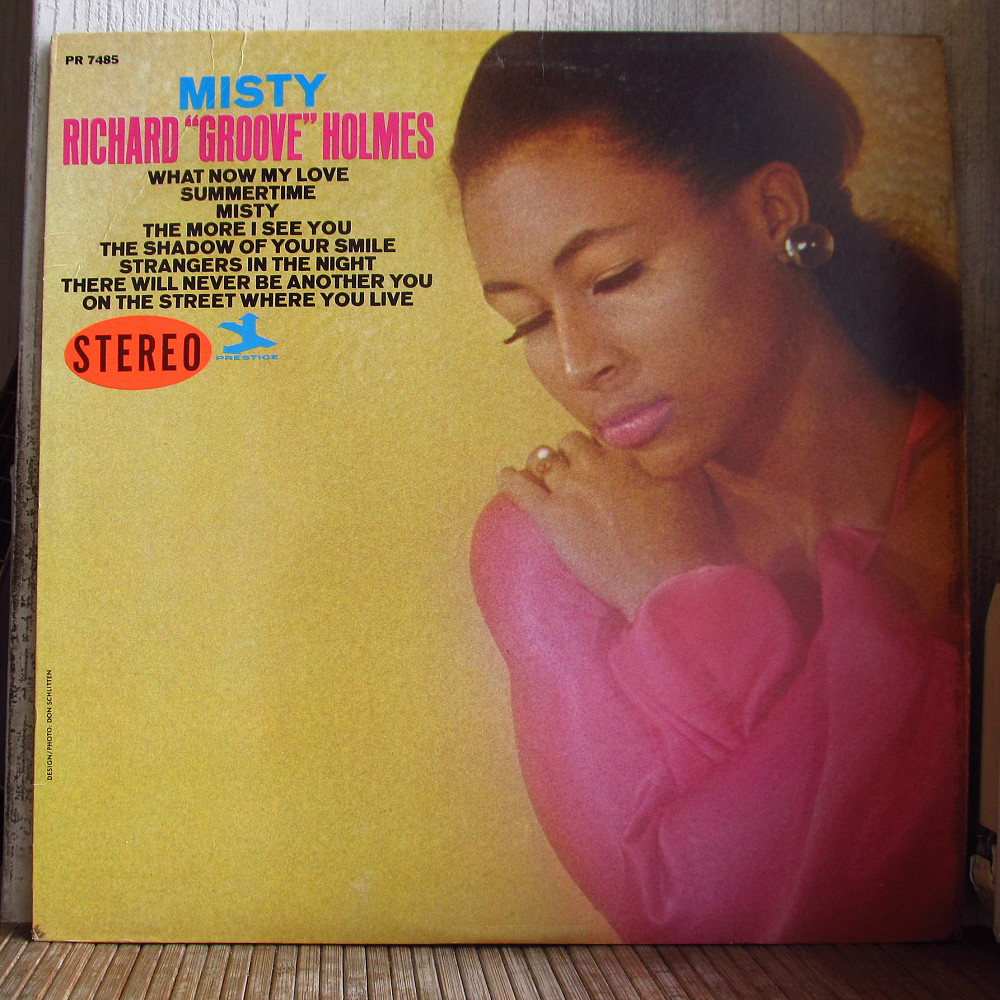 PR 7485
MISTY
RICHARD "GROOVE" HOLMES
WHAT NOW MY LOVE
SUMMERTIME
MISTY
THE MORE I SEE YOU
THE SHADOW OF YOUR SMILE
STRANGERS IN THE NIGHT
THERE WILL NEVER BE ANOTHER YOU
ON THE STREET WHERE YOU LIVE
STEREO
PRESTIGE
DESIGN/PHOTO: DON SCHLITTEN